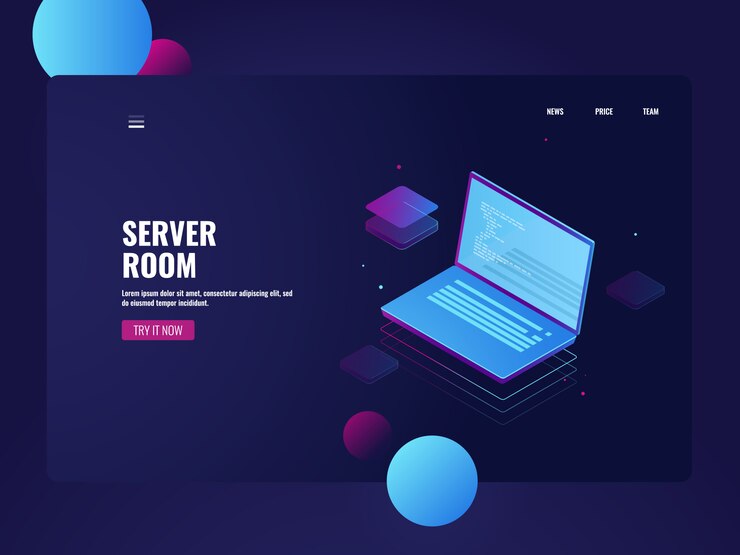 NEWS PRICE TEAM
SERVER
ROOM
Lorem ipsum dolor sit amet, consectetur adipiscing elit, sed
do eiusmod tempor incididunt.
TRY IT NOW